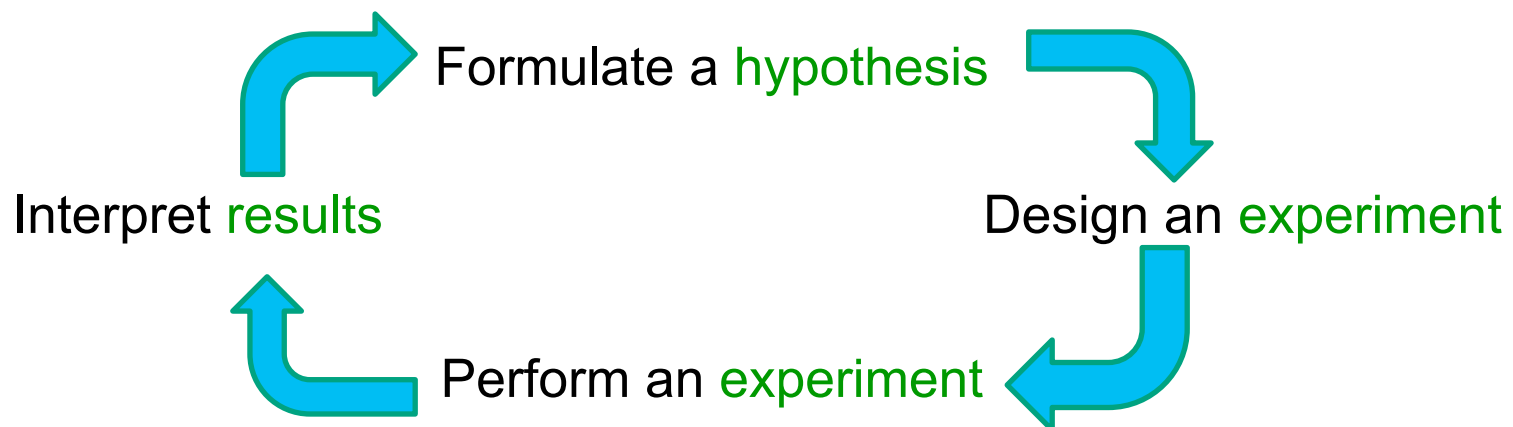 Formulate a hypothesis
Interpret results
Design an experiment
Perform an experiment